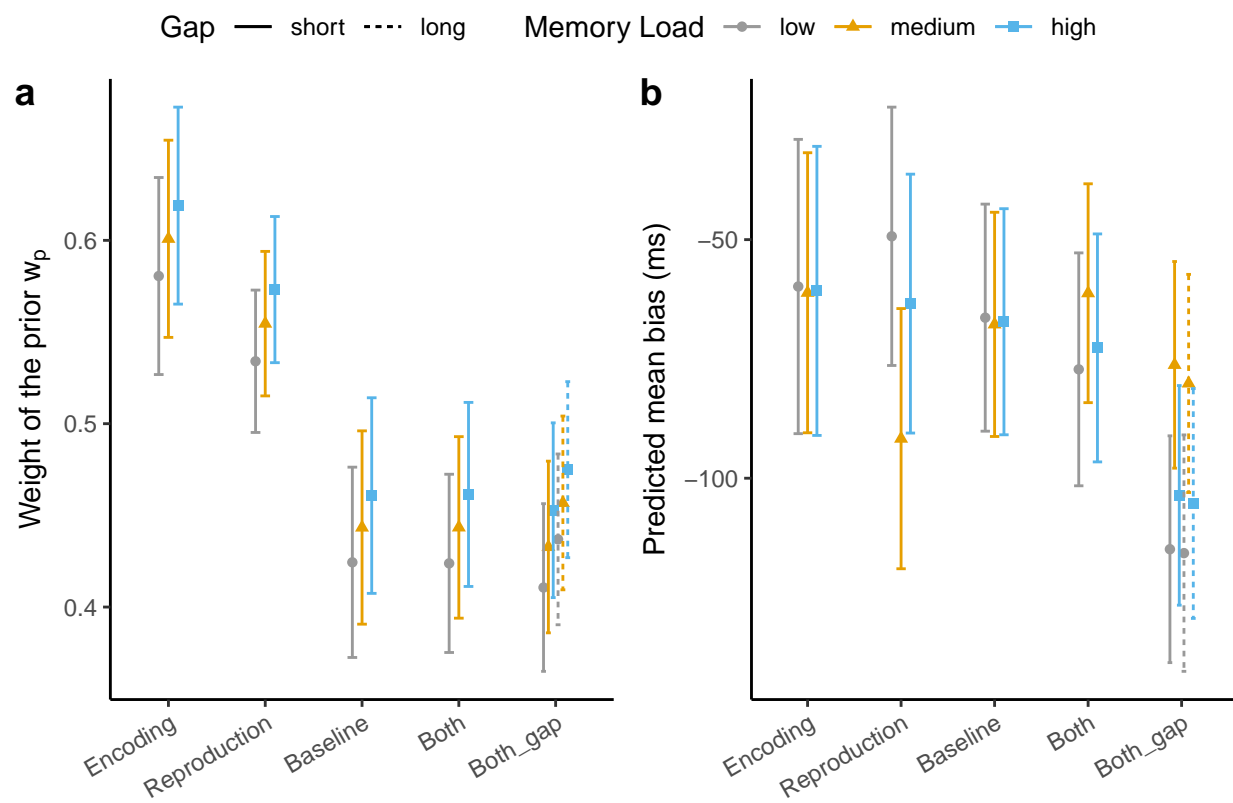 Gap short long Memory Load low medium high
a
b
Weight of the prior wp
0.6
0.5
0.4
Encoding
Reproduction
Baseline
Both
Both_gap
Predicted mean bias (ms)
−50
−100
Encoding
Reproduction
Baseline
Both
Both_gap